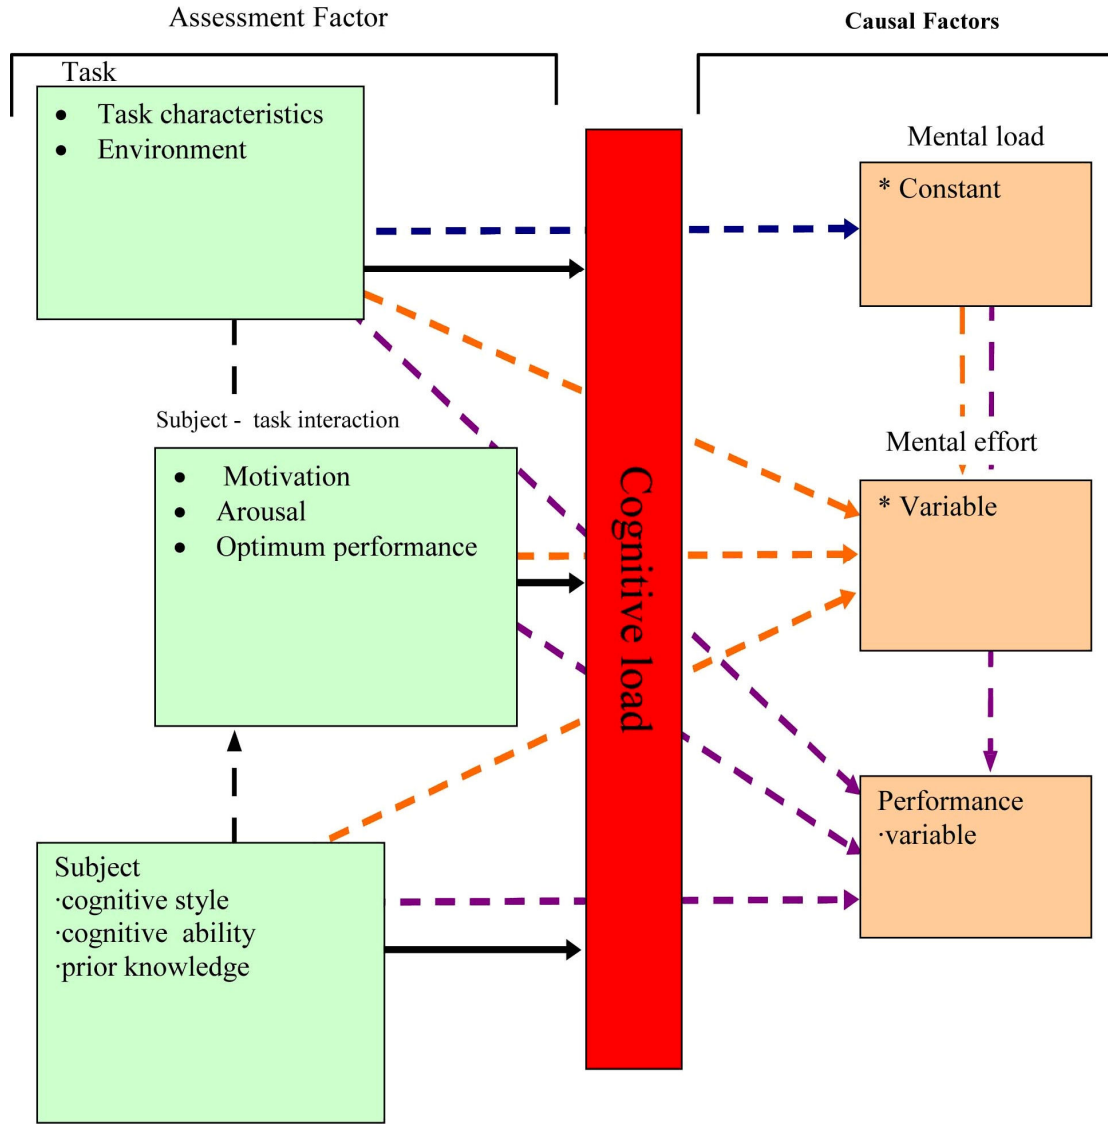 Assessment Factor
Causal Factors
Task
• Task characteristics
• Environment
Mental load
* Constant
Subject - task interaction
• Motivation
• Arousal
• Optimum performance
Mental effort
* Variable
Cognitive load
Performance
·variable
Subject
·cognitive style
·cognitive ability
·prior knowledge